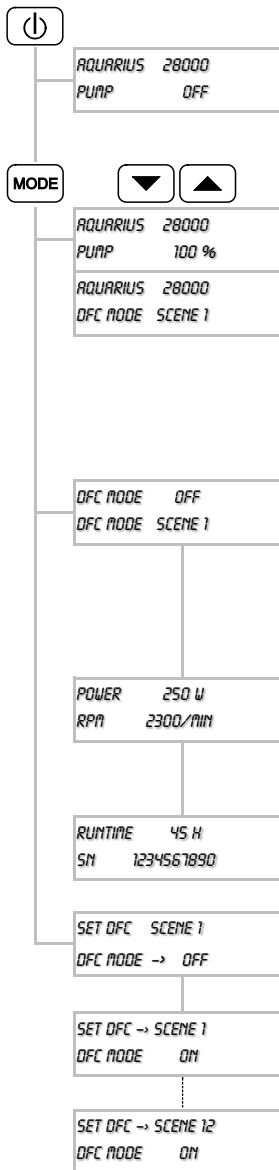 AQUARIUS 28000
PUMP OFF
MODE
AQUARIUS 28000
PUMP 100 %
AQUARIUS 28000
DFC MODE SCENE 1
DFC MODE OFF
DFC MODE SCENE 1
POWER 250 W
RPM 2300/MIN
RUNTIME 45 H
SN 1234567890
SET DFC SCENE 1
DFC MODE -> OFF
SET DFC -> SCENE 1
DFC MODE ON
SET DFC -> SCENE 12
DFC MODE ON